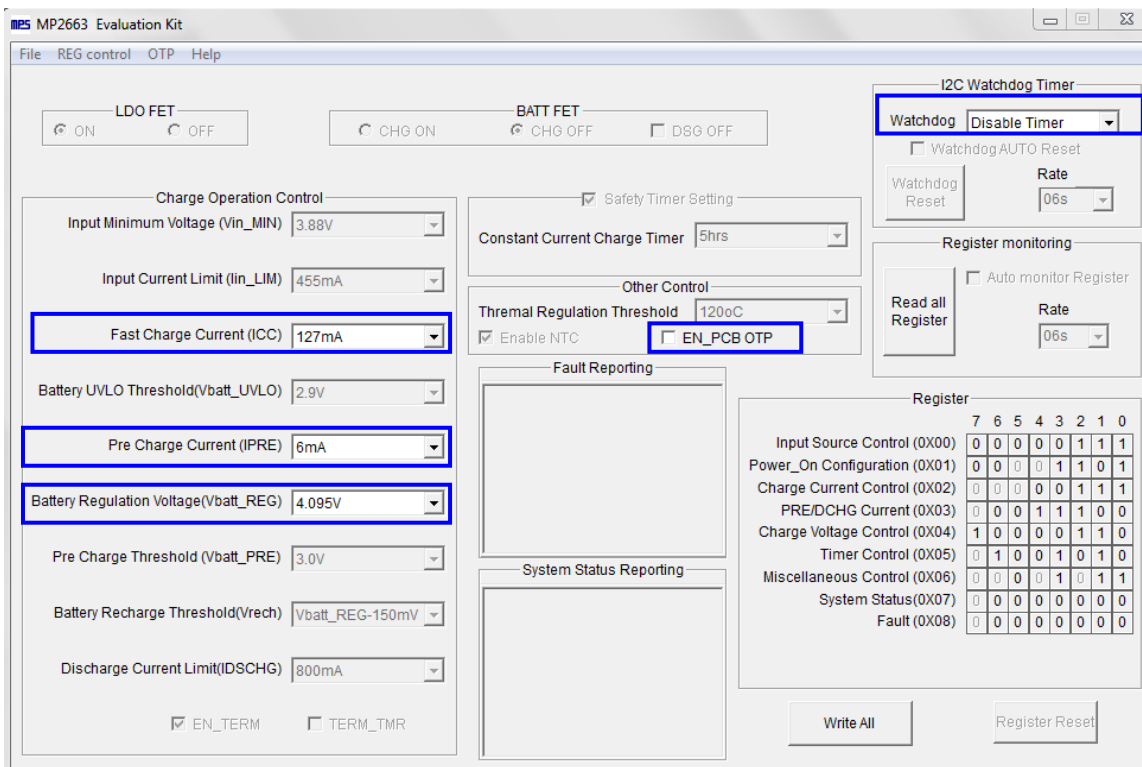 mps MP2663 Evaluation Kit
File REG control OTP Help
LDO FET
ON OFF
BATT FET
CHG ON CHG OFF DSG OFF
I2C Watchdog Timer
Watchdog Disable Timer
Watchdog AUTO Reset
Watchdog Reset
Rate
06s
Charge Operation Control
Input Minimum Voltage (Vin_MIN) 3.88V
Input Current Limit (Iin_LIM) 455mA
Fast Charge Current (ICC) 127mA
Battery UVLO Threshold(Vbatt_UVLO) 2.9V
Pre Charge Current (IPRE) 6mA
Battery Regulation Voltage(Vbatt_REG) 4.095V
Pre Charge Threshold (Vbatt_PRE) 3.0V
Battery Recharge Threshold(Vrech) Vbatt_REG-150mV
Discharge Current Limit(IDSCHG) 800mA
EN_TERM TERM_TMR
Safety Timer Setting
Constant Current Charge Timer 5hrs
Other Control
Thremal Regulation Threshold 120oC
Enable NTC EN_PCB OTP
Fault Reporting
System Status Reporting
Register monitoring
Read all
Register
Auto monitor Register
Rate
06s
Register
7 6 5 4 3 2 1 0
Input Source Control (0X00) 0 0 0 0 0 1 1 1
Power_On Configuration (0X01) 0 0 0 0 1 1 0 1
Charge Current Control (0X02) 0 0 0 0 0 1 1 1
PRE/DCHG Current (0X03) 0 0 0 1 1 1 0 0
Charge Voltage Control (0X04) 1 0 0 0 0 1 1 1
Timer Control (0X05) 0 1 0 0 1 0 1 0
Miscellaneous Control (0X06) 0 0 0 0 1 0 1 1
System Status(0X07) 0 0 0 0 0 0 0 0
Fault (0X08) 0 0 0 0 0 0 0 0
Write All
Register Reset